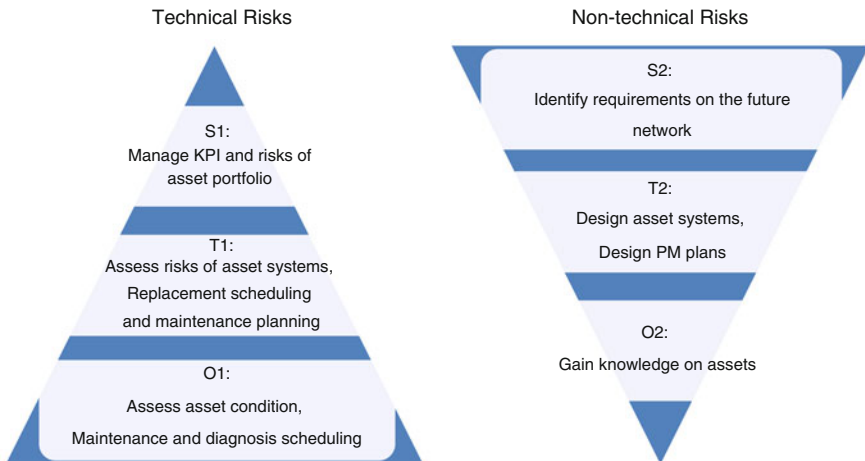 Technical Risks
S1:
Manage KPI and risks of
asset portfolio
T1:
Assess risks of asset systems,
Replacement scheduling
and maintenance planning
O1:
Assess asset condition,
Maintenance and diagnosis scheduling
Non-technical Risks
S2:
Identify requirements on the future
network
T2:
Design asset systems,
Design PM plans
O2:
Gain knowledge on assets